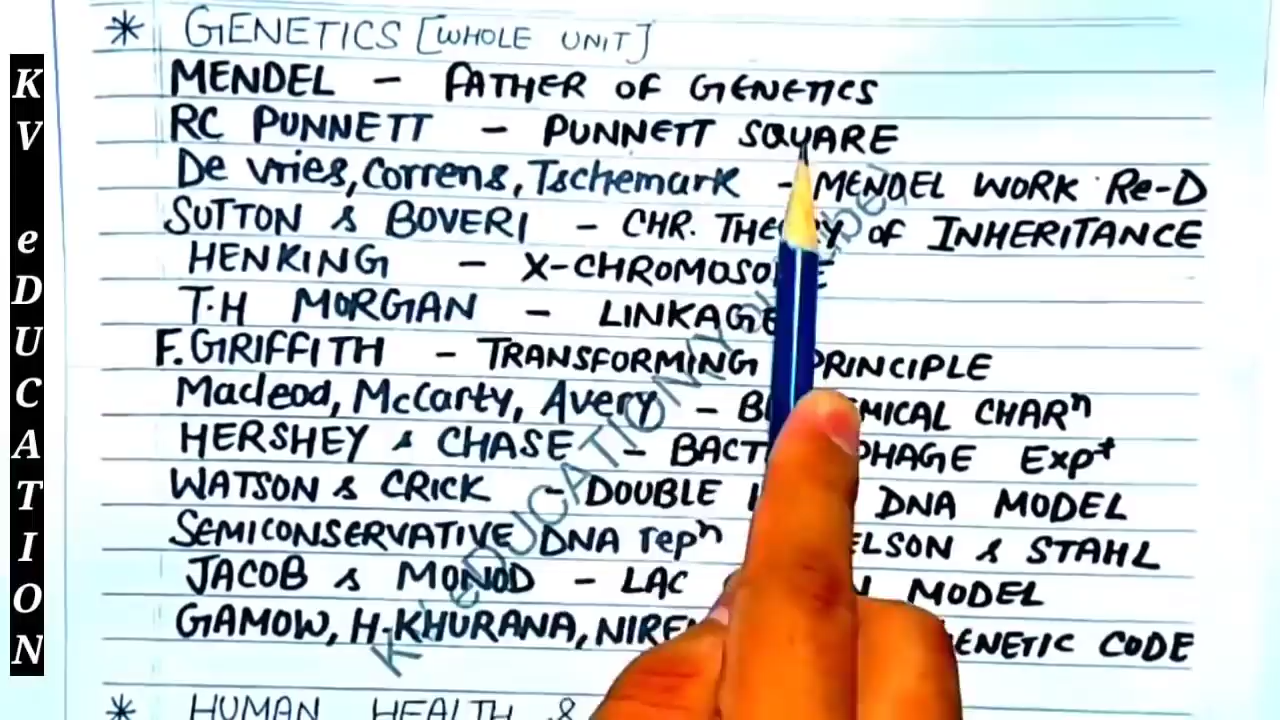 KV eDUCATION
* GENETICS [WHOLE UNIT]
MENDEL - FATHER OF GENETICS
RC PUNNETT - PUNNETT SQUARE
De vries, Correns, Tschemark - MENDEL WORK Re-D
SUTTON & BOVERI - CHR. THE Y of INHERITANCE
HENKING - X-CHROMOSO E
T.H MORGAN - LINKAGE
F. GRIFFITH - TRANSFORMING PRINCIPLE
Macleod, McCarty, Avery - B MICAL CHARⁿ
HERSHEY & CHASE - BACT PHAGE Expt
WATSON & CRICK - DOUBLE DNA MODEL
SEMICONSERVATIVE DNA repⁿ ELSON & STAHL
JACOB & MONOD - LAC N MODEL
GAMOW, H-KHURANA, NIRE ENETIC CODE
* HUMAN HEALTH &